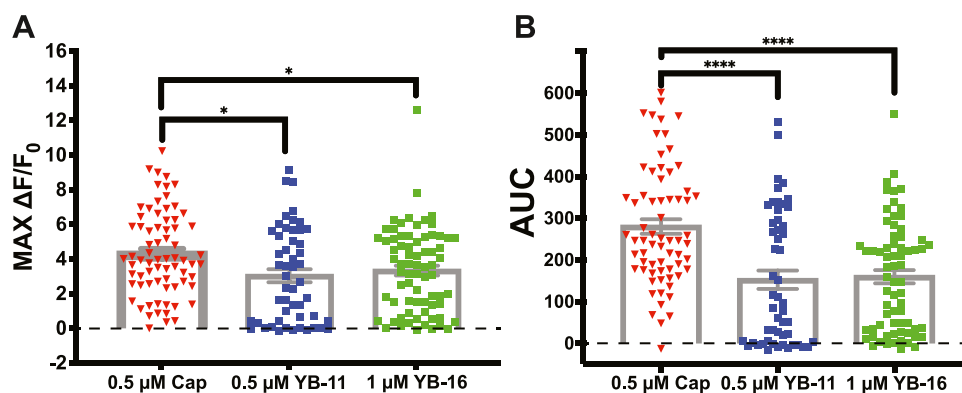 A
MAX ΔF/F0
16
14
12
10
8
6
4
2
0
-2
*
*
0.5 μM Cap
0.5 μM YB-11
1 μM YB-16
B
AUC
600
500
400
300
200
100
0
****
****
0.5 μM Cap
0.5 μM YB-11
1 μM YB-16